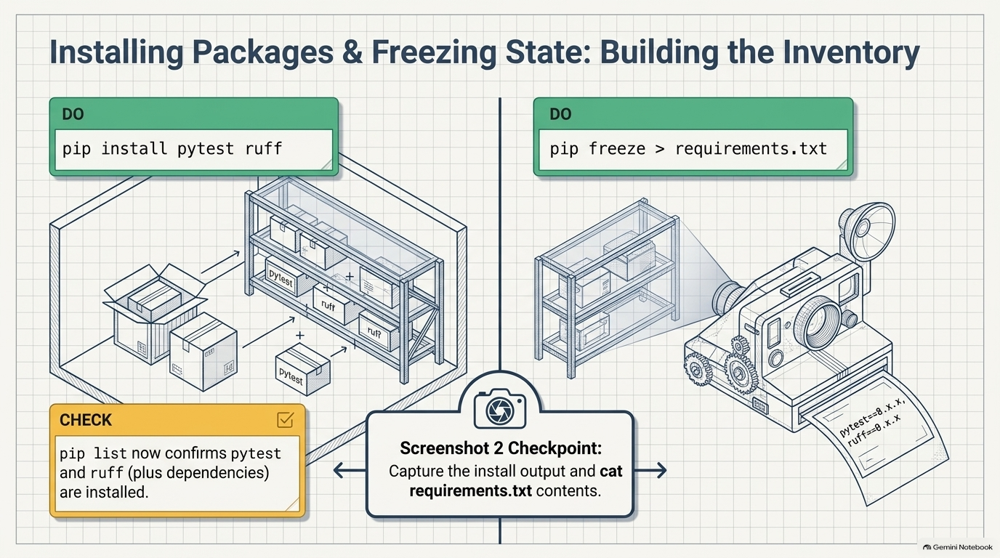 Installing Packages & Freezing State: Building the Inventory
DO
pip install pytest ruff
pytest
ruff
ruff
pytest
CHECK
pip list now confirms pytest
and ruff (plus dependencies)
are installed.
DO
pip freeze > requirements.txt
pytest==8.x.x,
ruff==0.x.x
Screenshot 2 Checkpoint:
Capture the install output and cat
requirements.txt contents.
Gemini Notebook